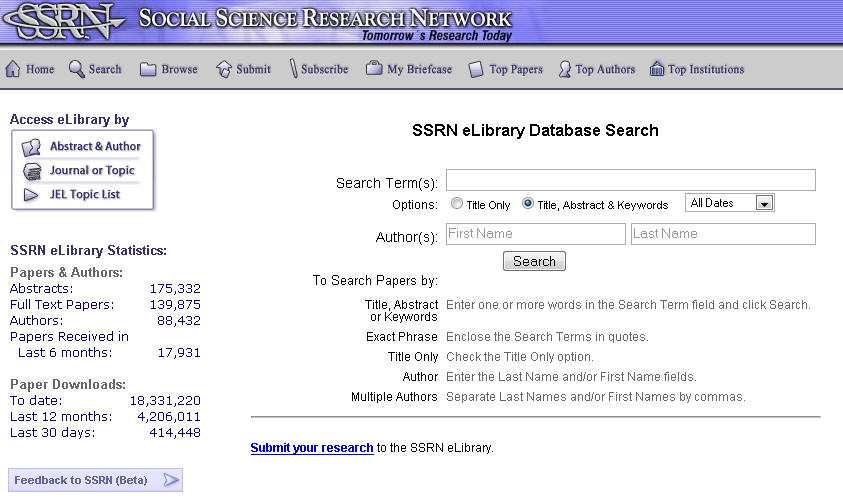 SSRN SOCIAL SCIENCE RESEARCH NETWORK
Tomorrow´s Research Today
Home Search Browse Submit Subscribe My Briefcase Top Papers Top Authors Top Institutions
Access eLibrary by
Abstract & Author
Journal or Topic
JEL Topic List
SSRN eLibrary Statistics:
Papers & Authors:
Abstracts: 175,332
Full Text Papers: 139,875
Authors: 88,432
Papers Received in
Last 6 months: 17,931
Paper Downloads:
To date: 18,331,220
Last 12 months: 4,206,011
Last 30 days: 414,448
Feedback to SSRN (Beta)
SSRN eLibrary Database Search
Search Term(s):
Options: Title Only Title, Abstract & Keywords All Dates
Author(s): First Name Last Name
Search
To Search Papers by:
Title, Abstract
or Keywords Enter one or more words in the Search Term field and click Search.
Exact Phrase Enclose the Search Terms in quotes.
Title Only Check the Title Only option.
Author Enter the Last Name and/or First Name fields.
Multiple Authors Separate Last Names and/or First Names by commas.
Submit your research to the SSRN eLibrary.